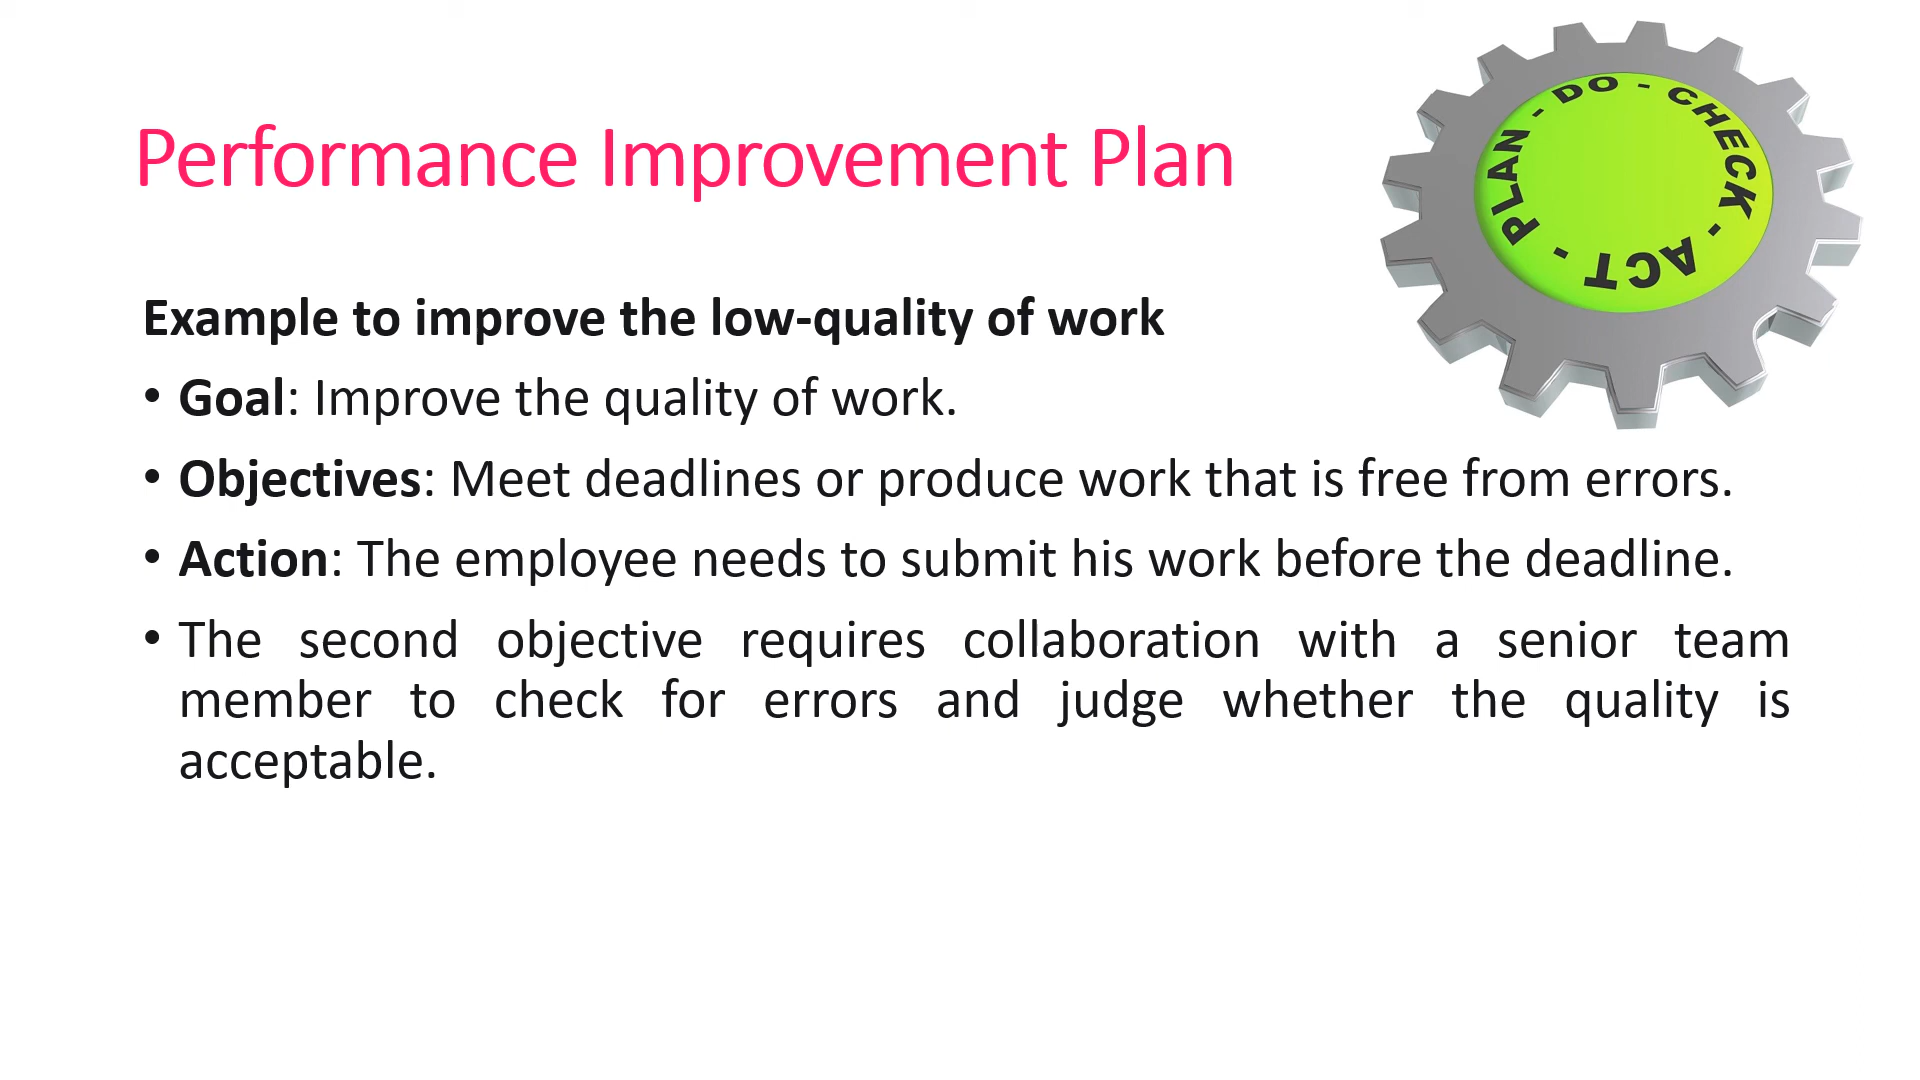 Performance Improvement Plan
PLAN - DO - CHECK - ACT -
Example to improve the low-quality of work
• Goal: Improve the quality of work.
• Objectives: Meet deadlines or produce work that is free from errors.
• Action: The employee needs to submit his work before the deadline.
• The second objective requires collaboration with a senior team
member to check for errors and judge whether the quality is
acceptable.